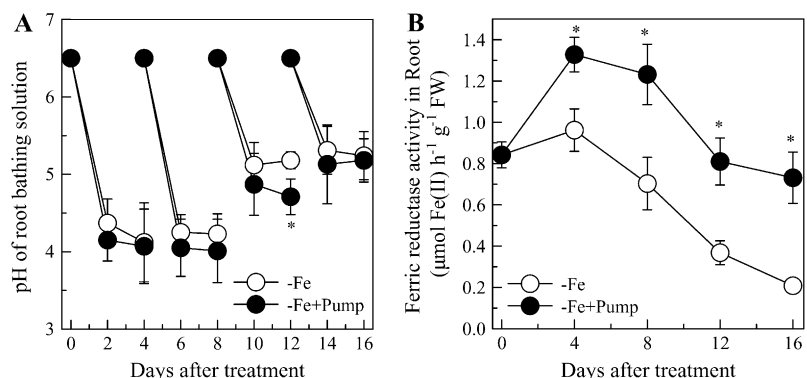 A
7
6
5
4
3
pH of root bathing solution
*
-Fe
-Fe+Pump
0 2 4 6 8 10 12 14 16
Days after treatment
B
1.4
1.2
1.0
0.8
0.6
0.4
0.2
0.0
Ferric reductase activity in Root
(μmol Fe(II) h⁻¹ g⁻¹ FW)
* * * *
-Fe
-Fe+Pump
0 4 8 12 16
Days after treatment